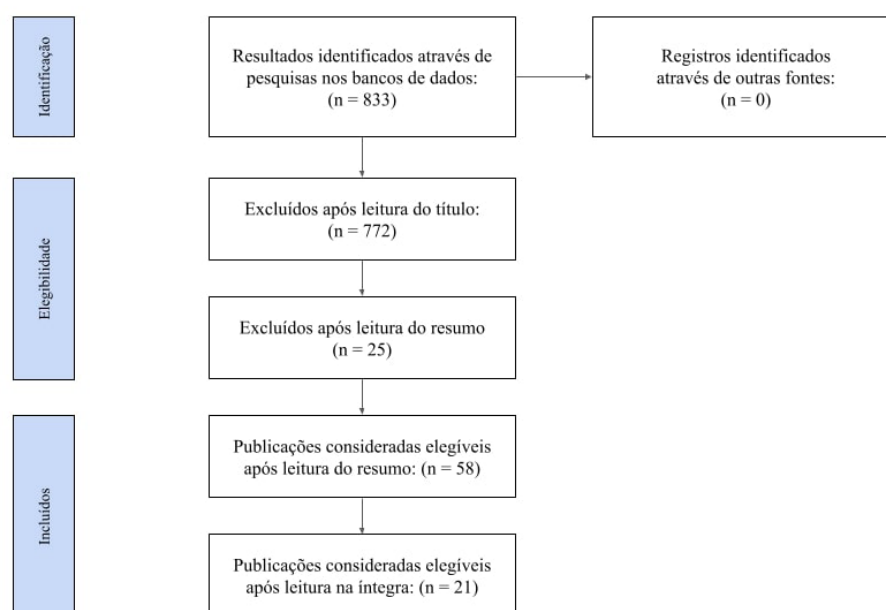 Identificação
Resultados identificados através de
pesquisas nos bancos de dados:
(n = 833)
Registros identificados
através de outras fontes:
(n = 0)
Elegibilidade
Excluídos após leitura do título:
(n = 772)
Excluídos após leitura do resumo
(n = 25)
Incluídos
Publicações consideradas elegíveis
após leitura do resumo: (n = 58)
Publicações consideradas elegíveis
após leitura na íntegra: (n = 21)